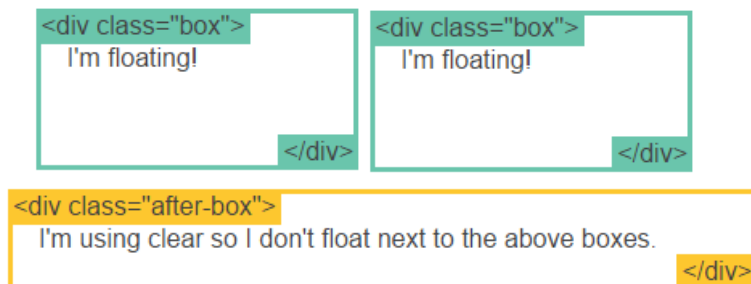 <div class="box">
I'm floating!
</div>
<div class="box">
I'm floating!
</div>
<div class="after-box">
I'm using clear so I don't float next to the above boxes.
</div>